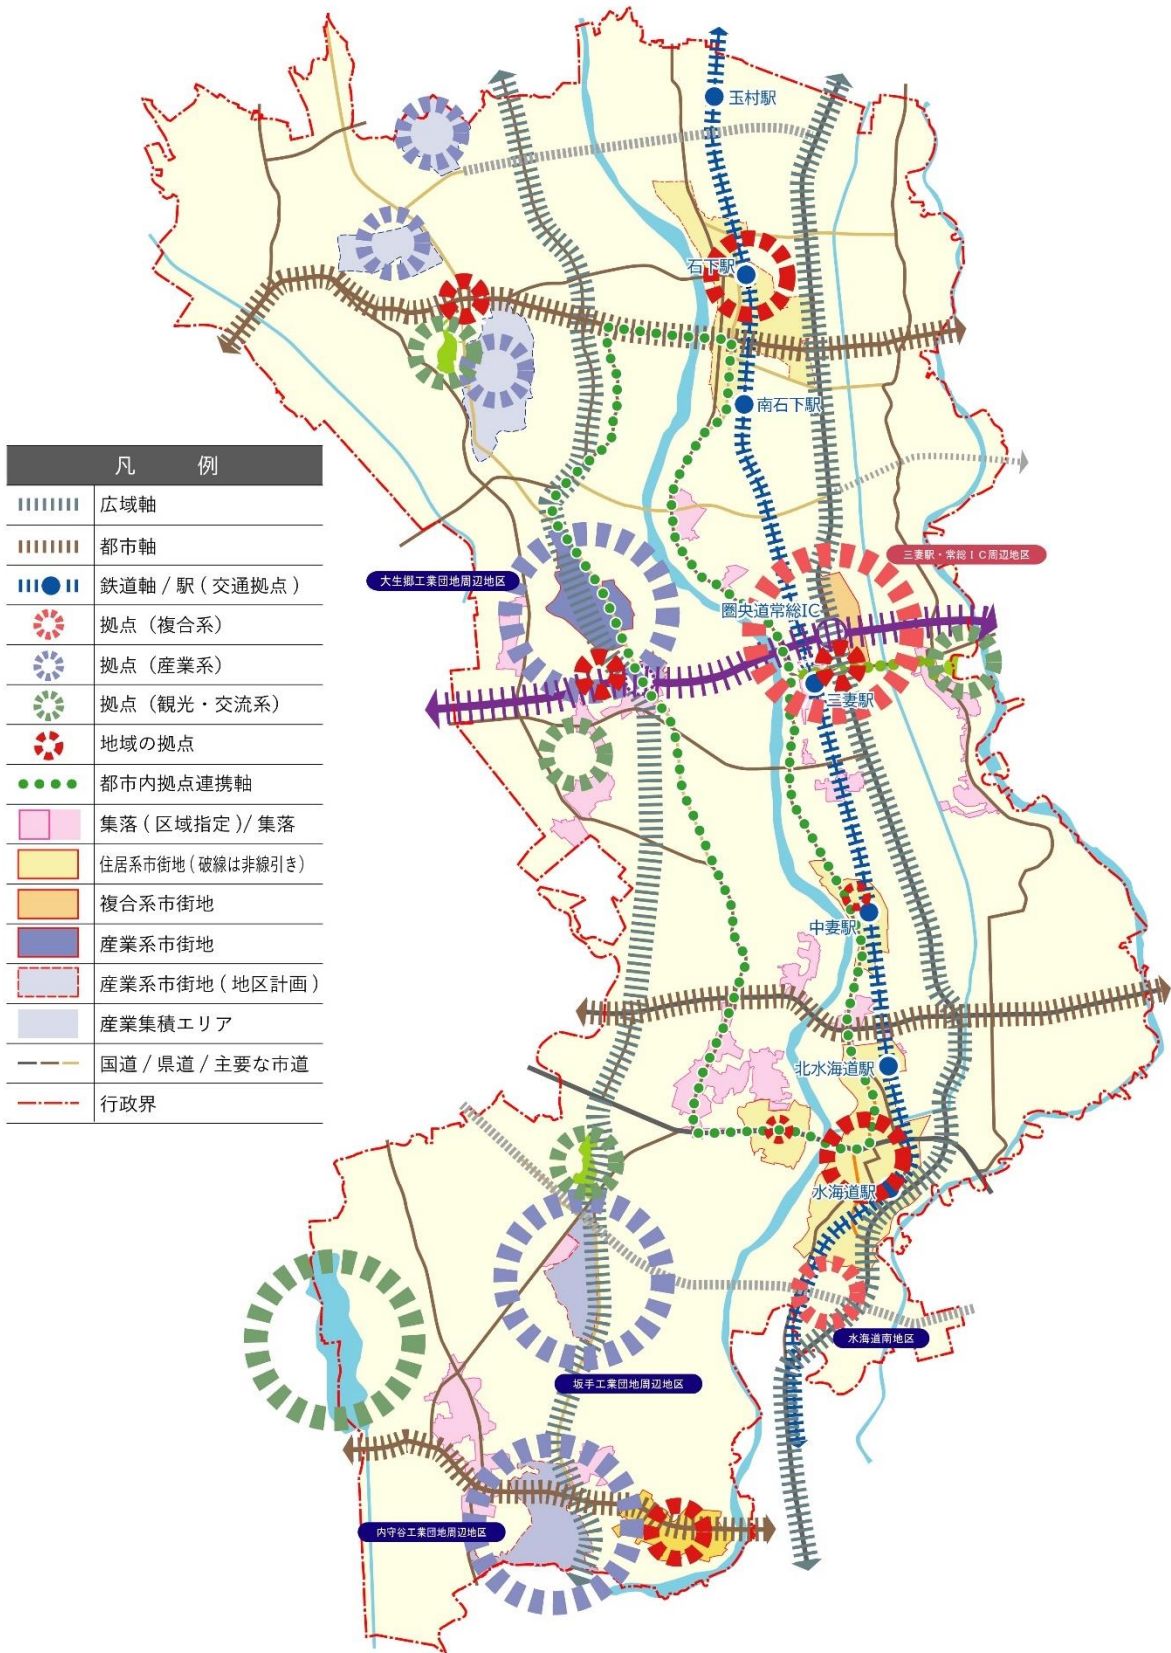 玉村駅
石下駅
南石下駅
凡 例
広域軸
都市軸
鉄道軸 / 駅 ( 交通拠点 )
拠点（複合系）
拠点（産業系）
拠点（観光・交流系）
地域の拠点
都市内拠点連携軸
集落 ( 区域指定 )/ 集落
住居系市街地 ( 破線は非線引き )
複合系市街地
産業系市街地
産業系市街地 ( 地区計画 )
産業集積エリア
国道 / 県道 / 主要な市道
行政界
三妻駅・常総ＩＣ周辺地区
大生郷工業団地周辺地区
圏央道常総IC
三妻駅
中妻駅
北水海道駅
水海道駅
水海道南地区
坂手工業団地周辺地区
内守谷工業団地周辺地区